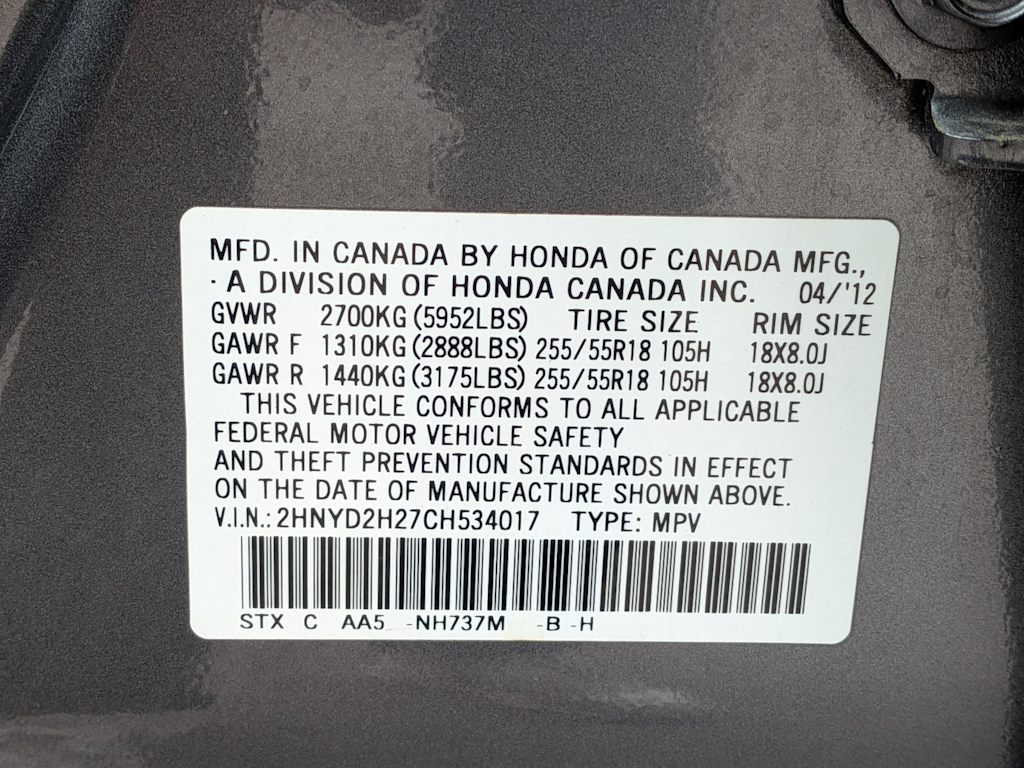 MFD. IN CANADA BY HONDA OF CANADA MFG.,
· A DIVISION OF HONDA CANADA INC. 04/'12
GVWR 2700KG (5952LBS) TIRE SIZE RIM SIZE
GAWR F 1310KG (2888LBS) 255/55R18 105H 18X8.0J
GAWR R 1440KG (3175LBS) 255/55R18 105H 18X8.0J
THIS VEHICLE CONFORMS TO ALL APPLICABLE
FEDERAL MOTOR VEHICLE SAFETY
AND THEFT PREVENTION STANDARDS IN EFFECT
ON THE DATE OF MANUFACTURE SHOWN ABOVE.
V.I.N.: 2HNYD2H27CH534017 TYPE: MPV
STX C AA5 -NH737M -B -H